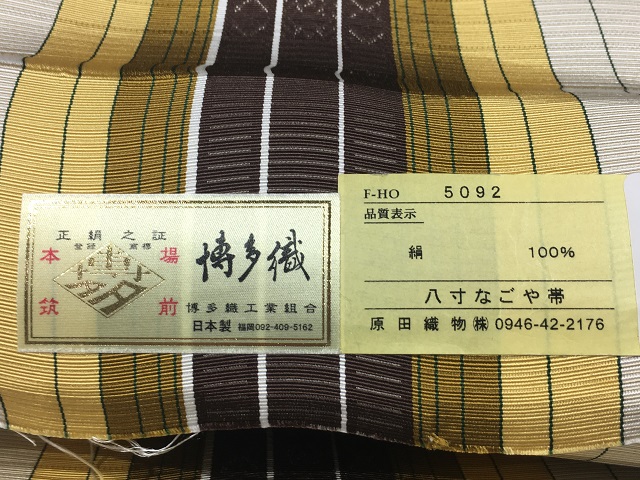 正絹之証
登録 商標
本場
筑前
博多織
博多織工業組合
日本製 福岡092-409-5162
F-HO 5092
品質表示
絹 100%
八寸なごや帯
原田織物㈱ 0946-42-2176